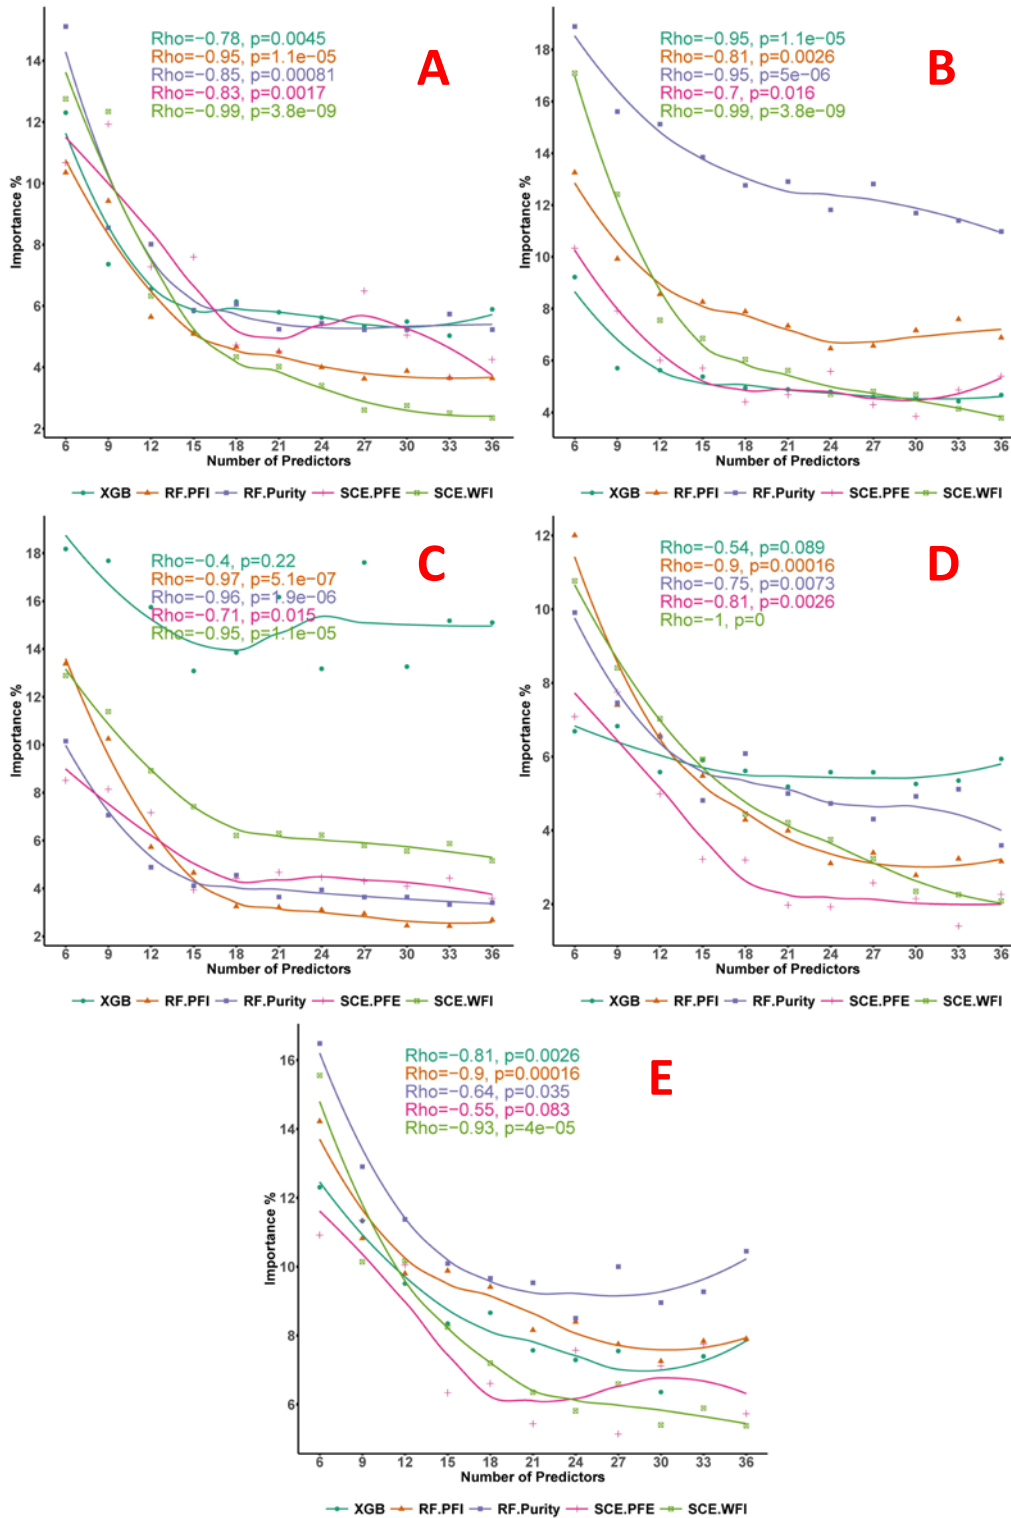 A
Rho=−0.78, p=0.0045
Rho=−0.95, p=1.1e−05
Rho=−0.85, p=0.00081
Rho=−0.83, p=0.0017
Rho=−0.99, p=3.8e−09
Importance %
14
12
10
8
6
4
2
6 9 12 15 18 21 24 27 30 33 36
Number of Predictors
XGB RF.PFI RF.Purity SCE.PFE SCE.WFI
B
Rho=−0.95, p=1.1e−05
Rho=−0.81, p=0.0026
Rho=−0.95, p=5e−06
Rho=−0.7, p=0.016
Rho=−0.99, p=3.8e−09
Importance %
18
16
14
12
10
8
6
4
6 9 12 15 18 21 24 27 30 33 36
Number of Predictors
XGB RF.PFI RF.Purity SCE.PFE SCE.WFI
C
Rho=−0.4, p=0.22
Rho=−0.97, p=5.1e−07
Rho=−0.96, p=1.9e−06
Rho=−0.71, p=0.015
Rho=−0.95, p=1.1e−05
Importance %
18
16
14
12
10
8
6
4
2
6 9 12 15 18 21 24 27 30 33 36
Number of Predictors
XGB RF.PFI RF.Purity SCE.PFE SCE.WFI
D
Rho=−0.54, p=0.089
Rho=−0.9, p=0.00016
Rho=−0.75, p=0.0073
Rho=−0.81, p=0.0026
Rho=−1, p=0
Importance %
12
10
8
6
4
2
6 9 12 15 18 21 24 27 30 33 36
Number of Predictors
XGB RF.PFI RF.Purity SCE.PFE SCE.WFI
E
Rho=−0.81, p=0.0026
Rho=−0.9, p=0.00016
Rho=−0.64, p=0.035
Rho=−0.55, p=0.083
Rho=−0.93, p=4e−05
Importance %
16
14
12
10
8
6
6 9 12 15 18 21 24 27 30 33 36
Number of Predictors
XGB RF.PFI RF.Purity SCE.PFE SCE.WFI